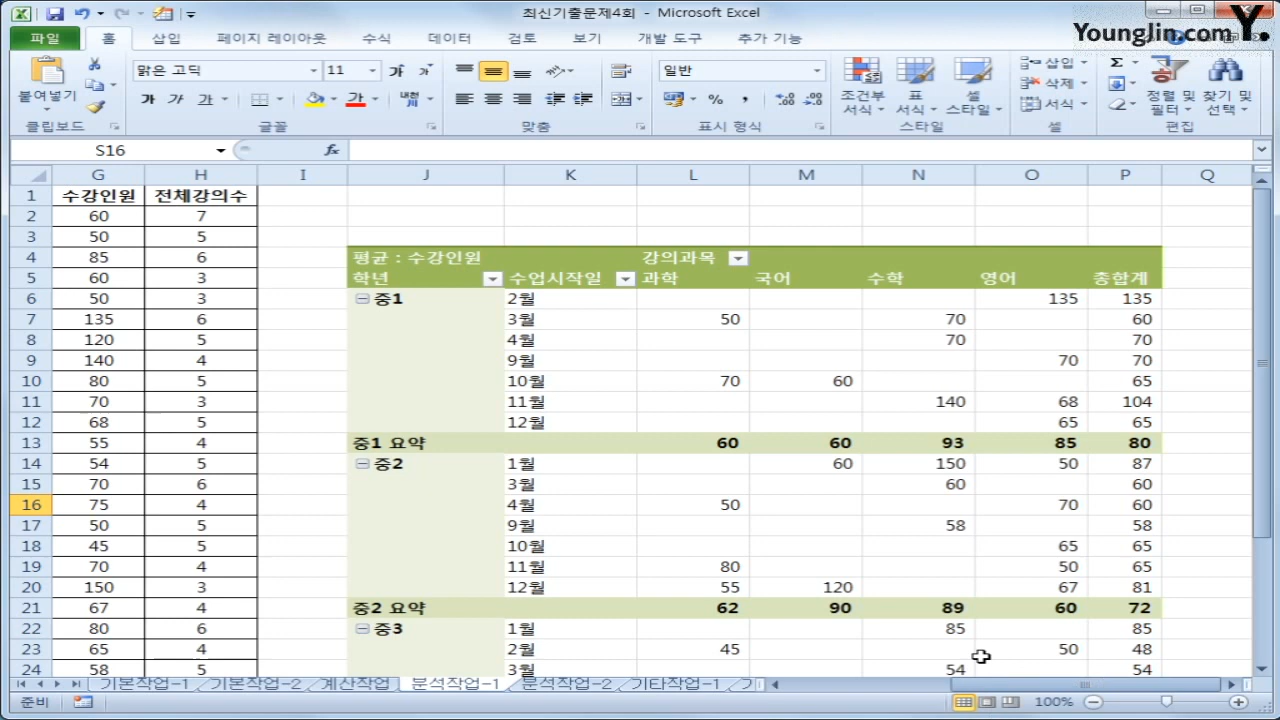 최신기출문제4회 - Microsoft Excel
Younglin.com Y.
파일 홈 삽입 페이지 레이아웃 수식 데이터 검토 보기 개발 도구 추가 기능
붙여넣기
클립보드
맑은 고딕 11
가 가 가 가 가 가 내천
글꼴
맞춤
일반
% ,
표시 형식
조건부 서식 표 서식 셀 스타일
스타일
삽입
삭제
서식
셀
Σ
정렬 및 필터 찾기 및 선택
편집
S16 fx
G H I J K L M N O P Q
1 수강인원 전체강의수
2 60 7
3 50 5
4 85 6 평균 : 수강인원 강의과목
5 60 3 학년 수업시작일 과학 국어 수학 영어 총합계
6 50 3 중1 2월 135 135
7 135 6 3월 50 70 60
8 120 5 4월 70 70
9 140 4 9월 70 70
10 80 5 10월 70 60 65
11 70 3 11월 140 68 104
12 68 5 12월 65 65
13 55 4 중1 요약 60 60 93 85 80
14 54 5 중2 1월 60 150 50 87
15 70 6 3월 60 60
16 75 4 4월 50 70 60
17 50 5 9월 58 58
18 45 5 10월 65 65
19 70 4 11월 80 50 65
20 150 3 12월 55 120 67 81
21 67 4 중2 요약 62 90 89 60 72
22 80 6 중3 1월 85 85
23 65 4 2월 45 50 48
24 58 5 3월 54 54
기본작업-1 기본작업-2 계산작업 분석작업-1 분석작업-2 기타작업-1 기
준비 100%